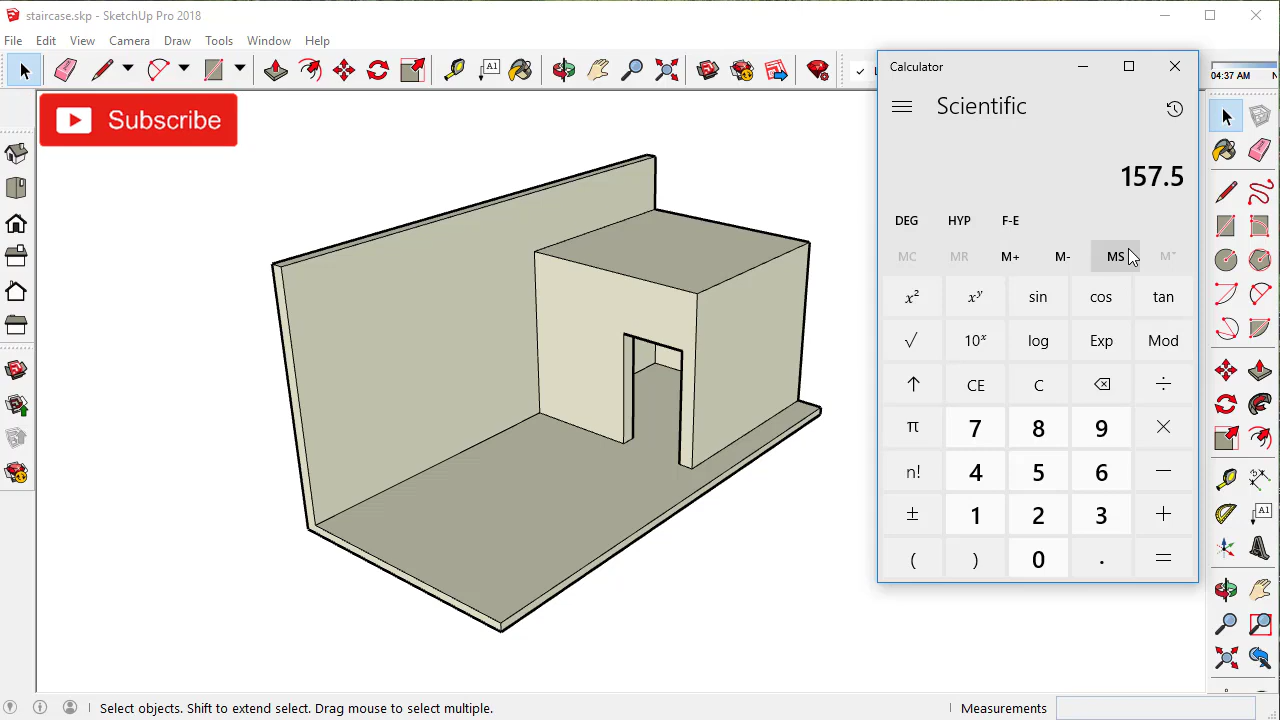 staircase.skp - SketchUp Pro 2018
File Edit View Camera Draw Tools Window Help
A1
04:37 AM
Subscribe
Calculator
Scientific
157.5
DEG HYP F-E
MC MR M+ M- MS M˅
x² xʸ sin cos tan
√ 10ˣ log Exp Mod
↑ CE C ÷
π 7 8 9 ×
n! 4 5 6 −
± 1 2 3 +
( ) 0 . =
A1
Select objects. Shift to extend select. Drag mouse to select multiple.
Measurements